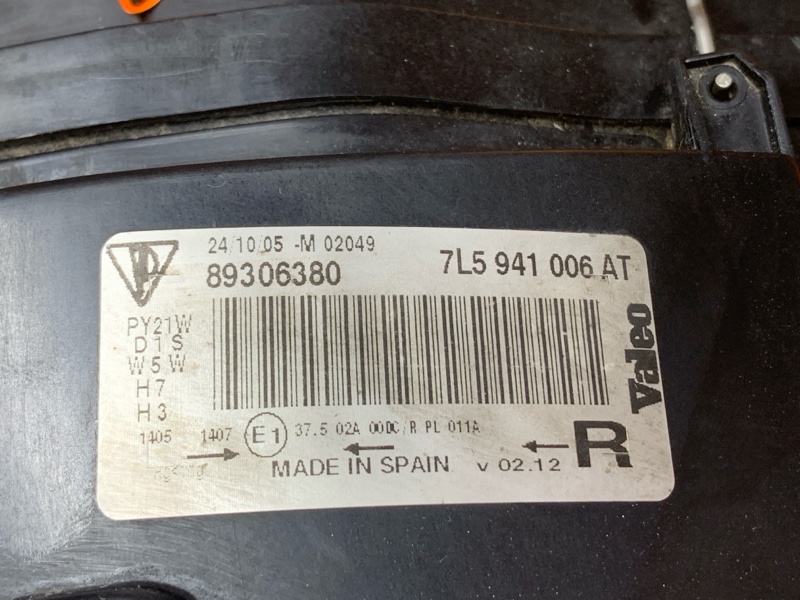 24/10/05 -M 02049
89306380
7L5 941 006 AT
PY21W
D1S
W5W
H7
H3
valeo
1405 1407 E1 37.5 02A 00DC/R PL 011A
MADE IN SPAIN v 02.12 R